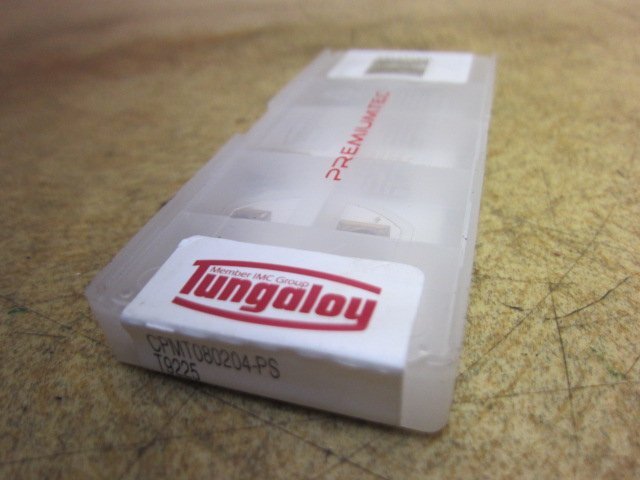 PREMIUMTEC
Member IMC Group
Tungaloy
CPMT080204-PS
T9225